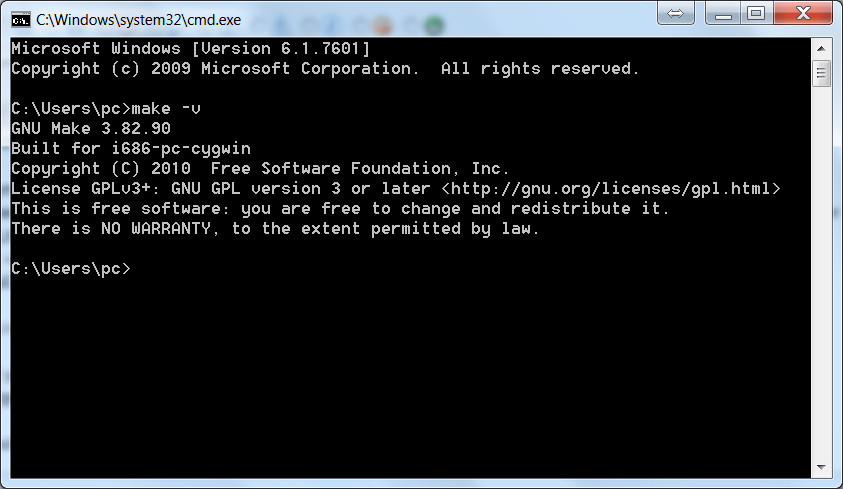 C:\Windows\system32\cmd.exe
Microsoft Windows [Version 6.1.7601]
Copyright (c) 2009 Microsoft Corporation.  All rights reserved.
C:\Users\pc>make -v
GNU Make 3.82.90
Built for i686-pc-cygwin
Copyright (C) 2010  Free Software Foundation, Inc.
License GPLv3+: GNU GPL version 3 or later <http://gnu.org/licenses/gpl.html>
This is free software: you are free to change and redistribute it.
There is NO WARRANTY, to the extent permitted by law.
C:\Users\pc>